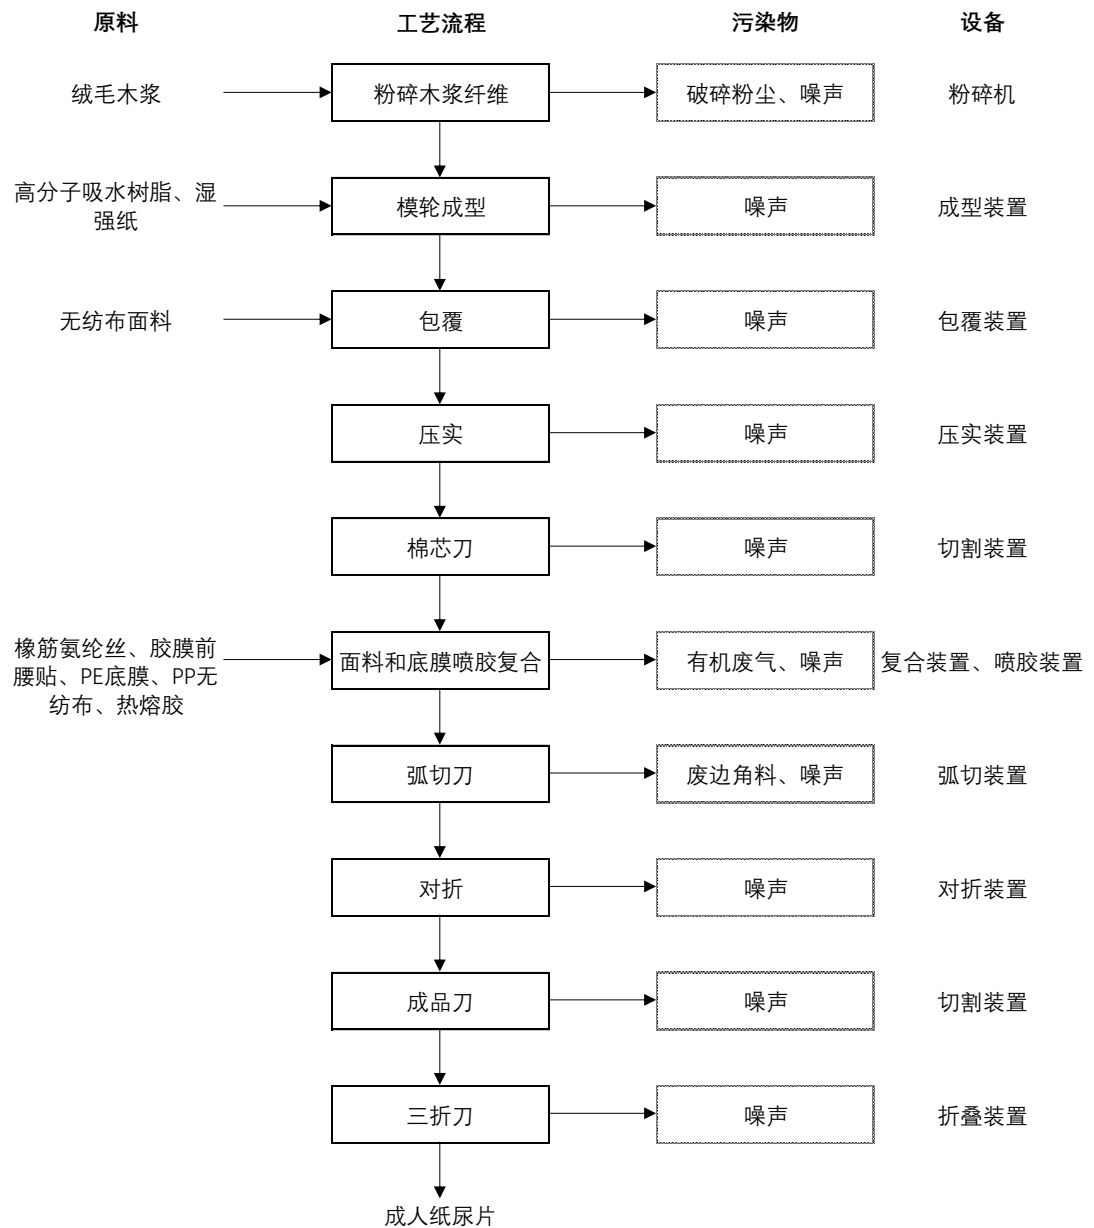 原料 工艺流程 污染物 设备
绒毛木浆 粉碎木浆纤维 破碎粉尘、噪声 粉碎机
高分子吸水树脂、湿
强纸
模轮成型 噪声 成型装置
无纺布面料 包覆 噪声 包覆装置
压实 噪声 压实装置
棉芯刀 噪声 切割装置
橡筋氨纶丝、胶膜前
腰贴、PE底膜、PP无
纺布、热熔胶
面料和底膜喷胶复合 有机废气、噪声 复合装置、喷胶装置
弧切刀 废边角料、噪声 弧切装置
对折 噪声 对折装置
成品刀 噪声 切割装置
三折刀 噪声 折叠装置
成人纸尿片